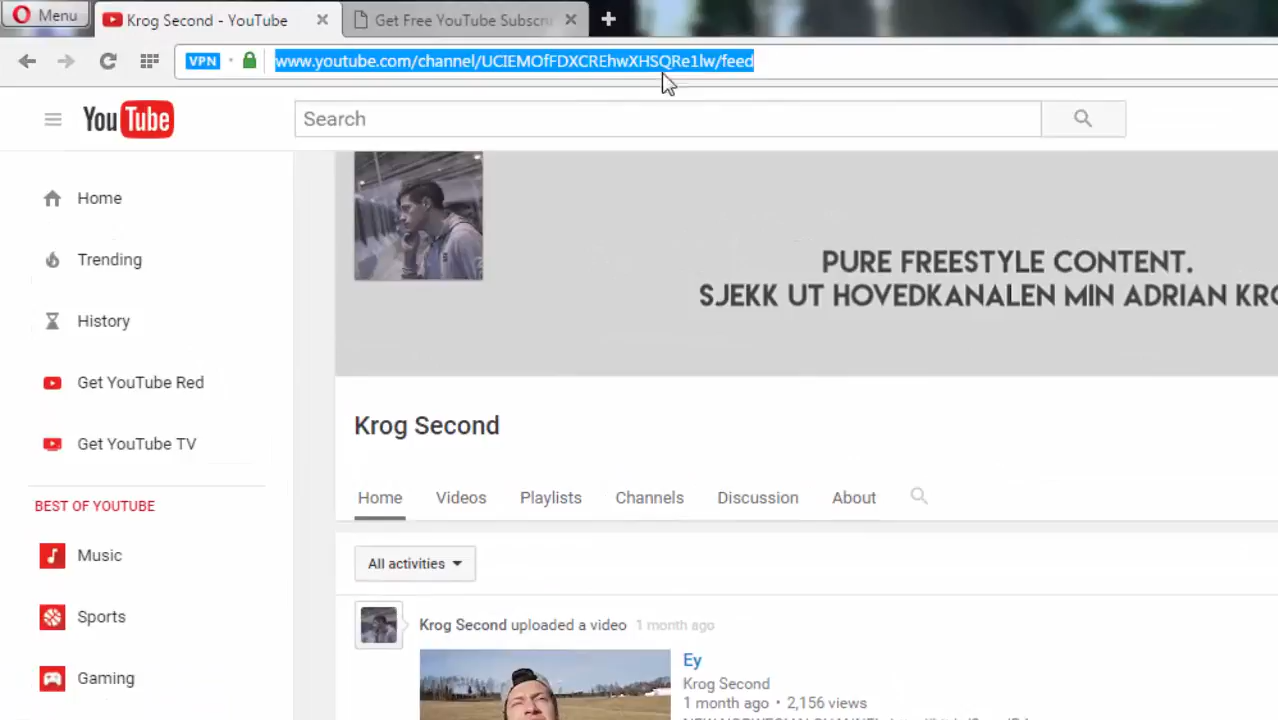 Menu
Krog Second - YouTube
Get Free YouTube Subscri
VPN
www.youtube.com/channel/UCIEMOfFDXCREhwXHSQRe1lw/feed
YouTube
Search
Home
Trending
History
Get YouTube Red
Get YouTube TV
BEST OF YOUTUBE
Music
Sports
Gaming
PURE FREESTYLE CONTENT.
SJEKK UT HOVEDKANALEN MIN ADRIAN KRO
Krog Second
Home Videos Playlists Channels Discussion About
All activities
Krog Second uploaded a video 1 month ago
Ey
Krog Second
1 month ago • 2,156 views